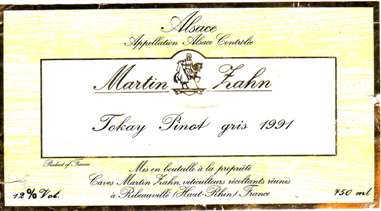 Alsace
Appellation Alsace Contrôlée
Martin Zahn
Tokay Pinot gris 1991
Product of France
Mis en bouteille à la propriété
12% Vol.
Caves Martin Zahn, viticulteurs récoltants réunis
750 ml
à Ribeauvillé (Haut-Rhin) France